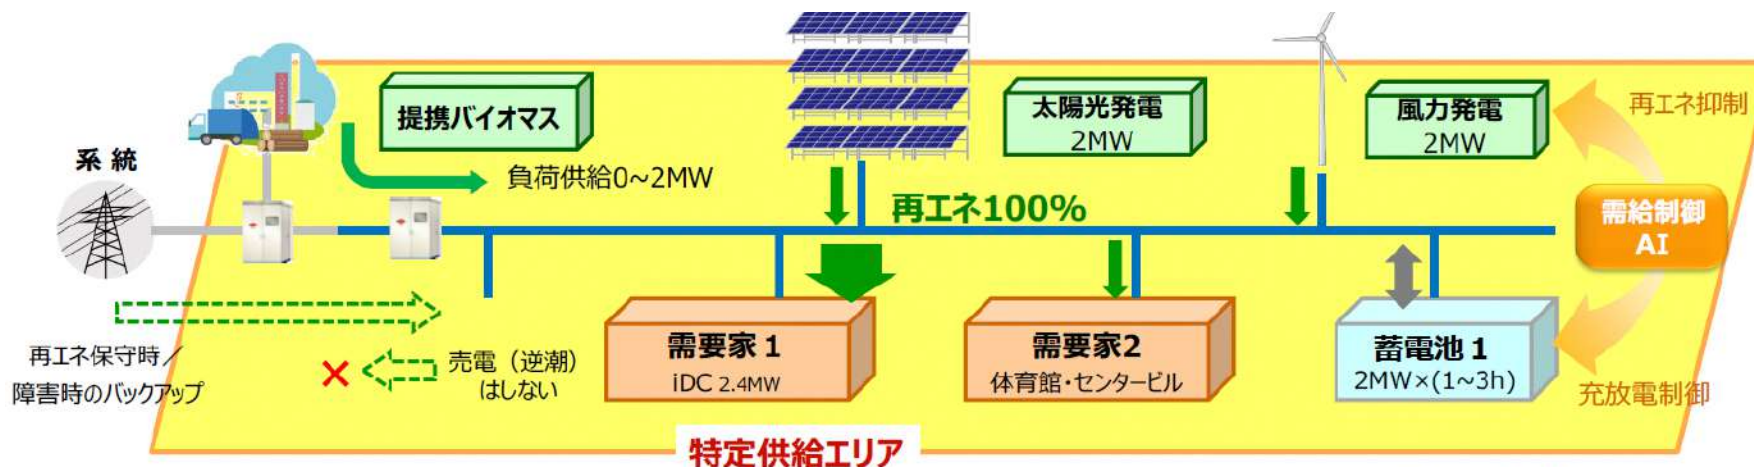 提携バイオマス
太陽光発電
2MW
風力発電
2MW
再エネ抑制
系統
負荷供給0~2MW
再エネ100%
需給制御
AI
再エネ保守時／
障害時のバックアップ
売電（逆潮）
はしない
需要家1
iDC 2.4MW
需要家2
体育館・センタービル
蓄電池1
2MW×(1~3h)
充放電制御
特定供給エリア